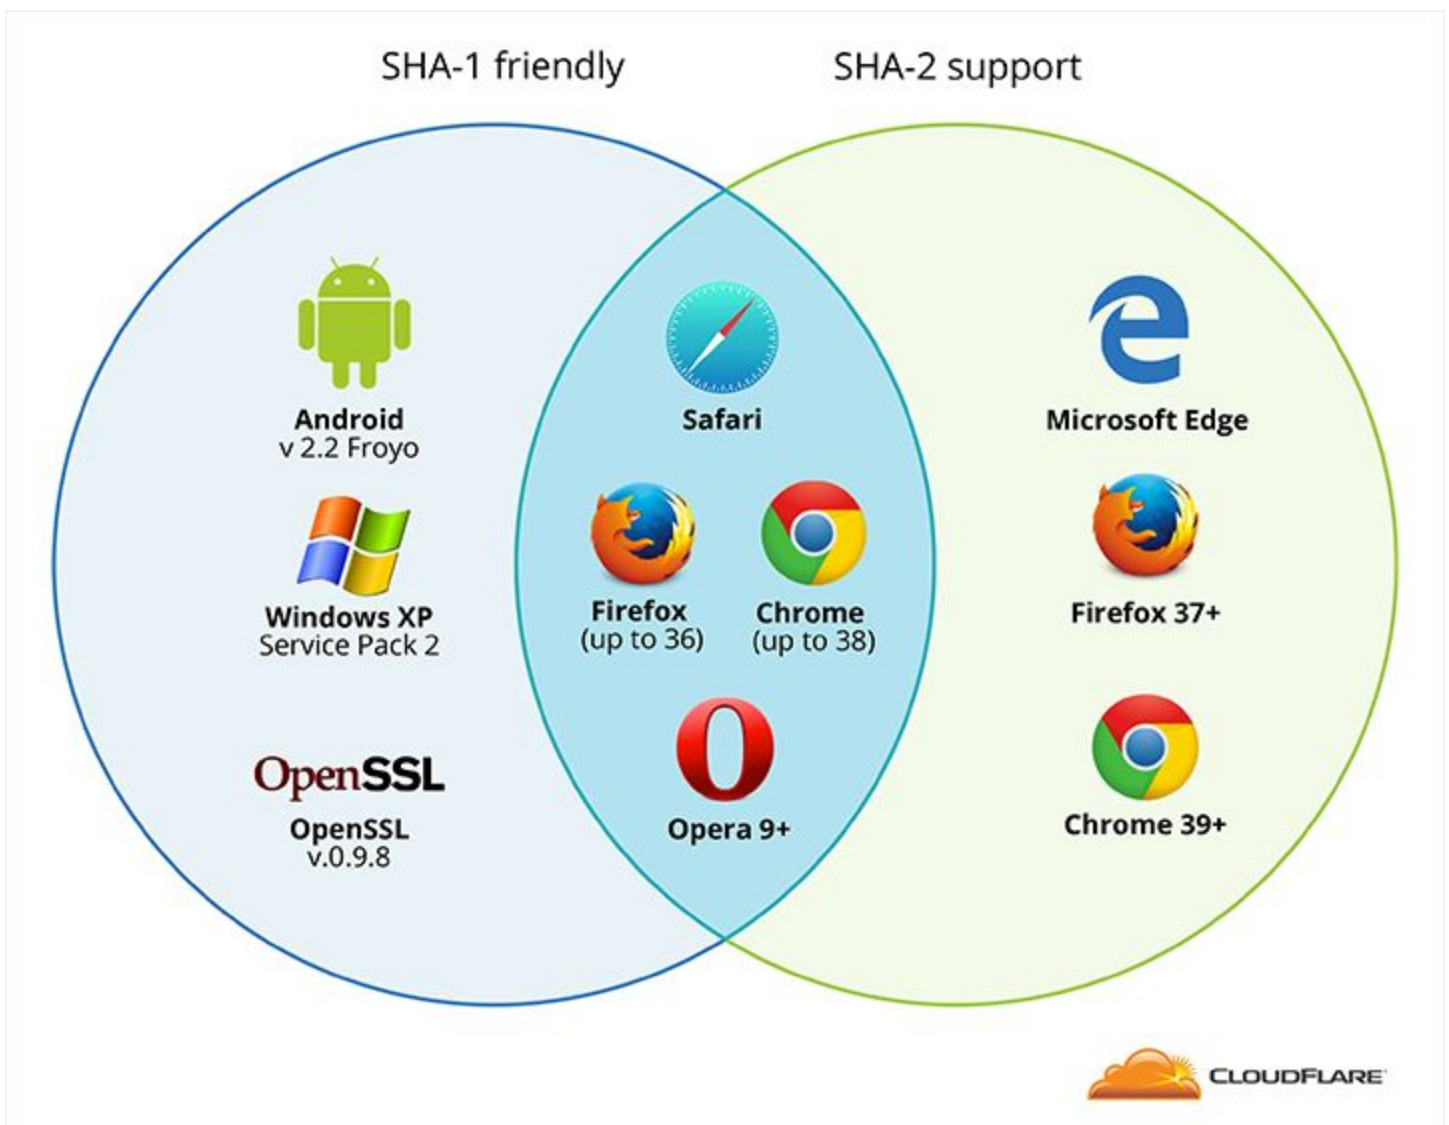 SHA-1 friendly
SHA-2 support
Android
v 2.2 Froyo
Windows XP
Service Pack 2
OpenSSL
OpenSSL
v.0.9.8
Safari
Firefox
(up to 36)
Chrome
(up to 38)
Opera 9+
Microsoft Edge
Firefox 37+
Chrome 39+
CLOUDFLARE